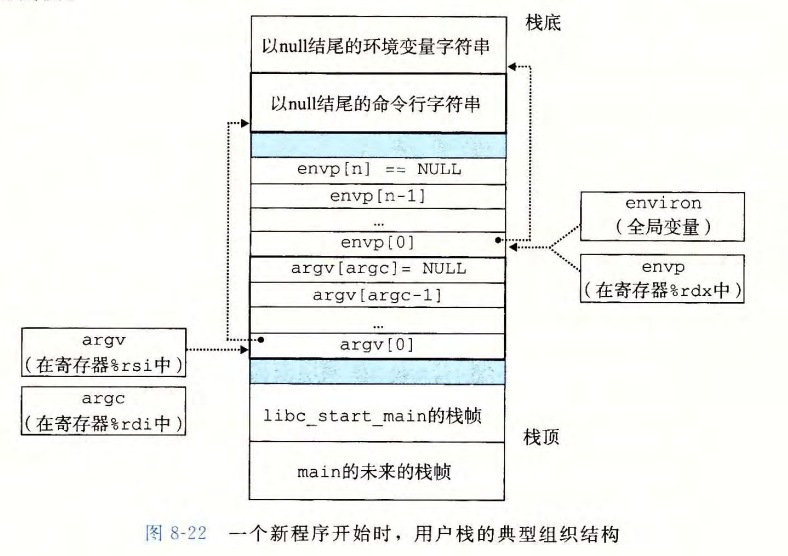 栈底
以null结尾的环境变量字符串
以null结尾的命令行字符串
envp[n] == NULL
envp[n-1]
…
envp[0]
environ
(全局变量)
argv[argc]= NULL
envp
(在寄存器%rdx中)
argv[argc-1]
…
argv[0]
argv
(在寄存器%rsi中)
argc
(在寄存器%rdi中)
libc_start_main的栈帧
栈顶
main的未来的栈帧
图 8-22 一个新程序开始时，用户栈的典型组织结构